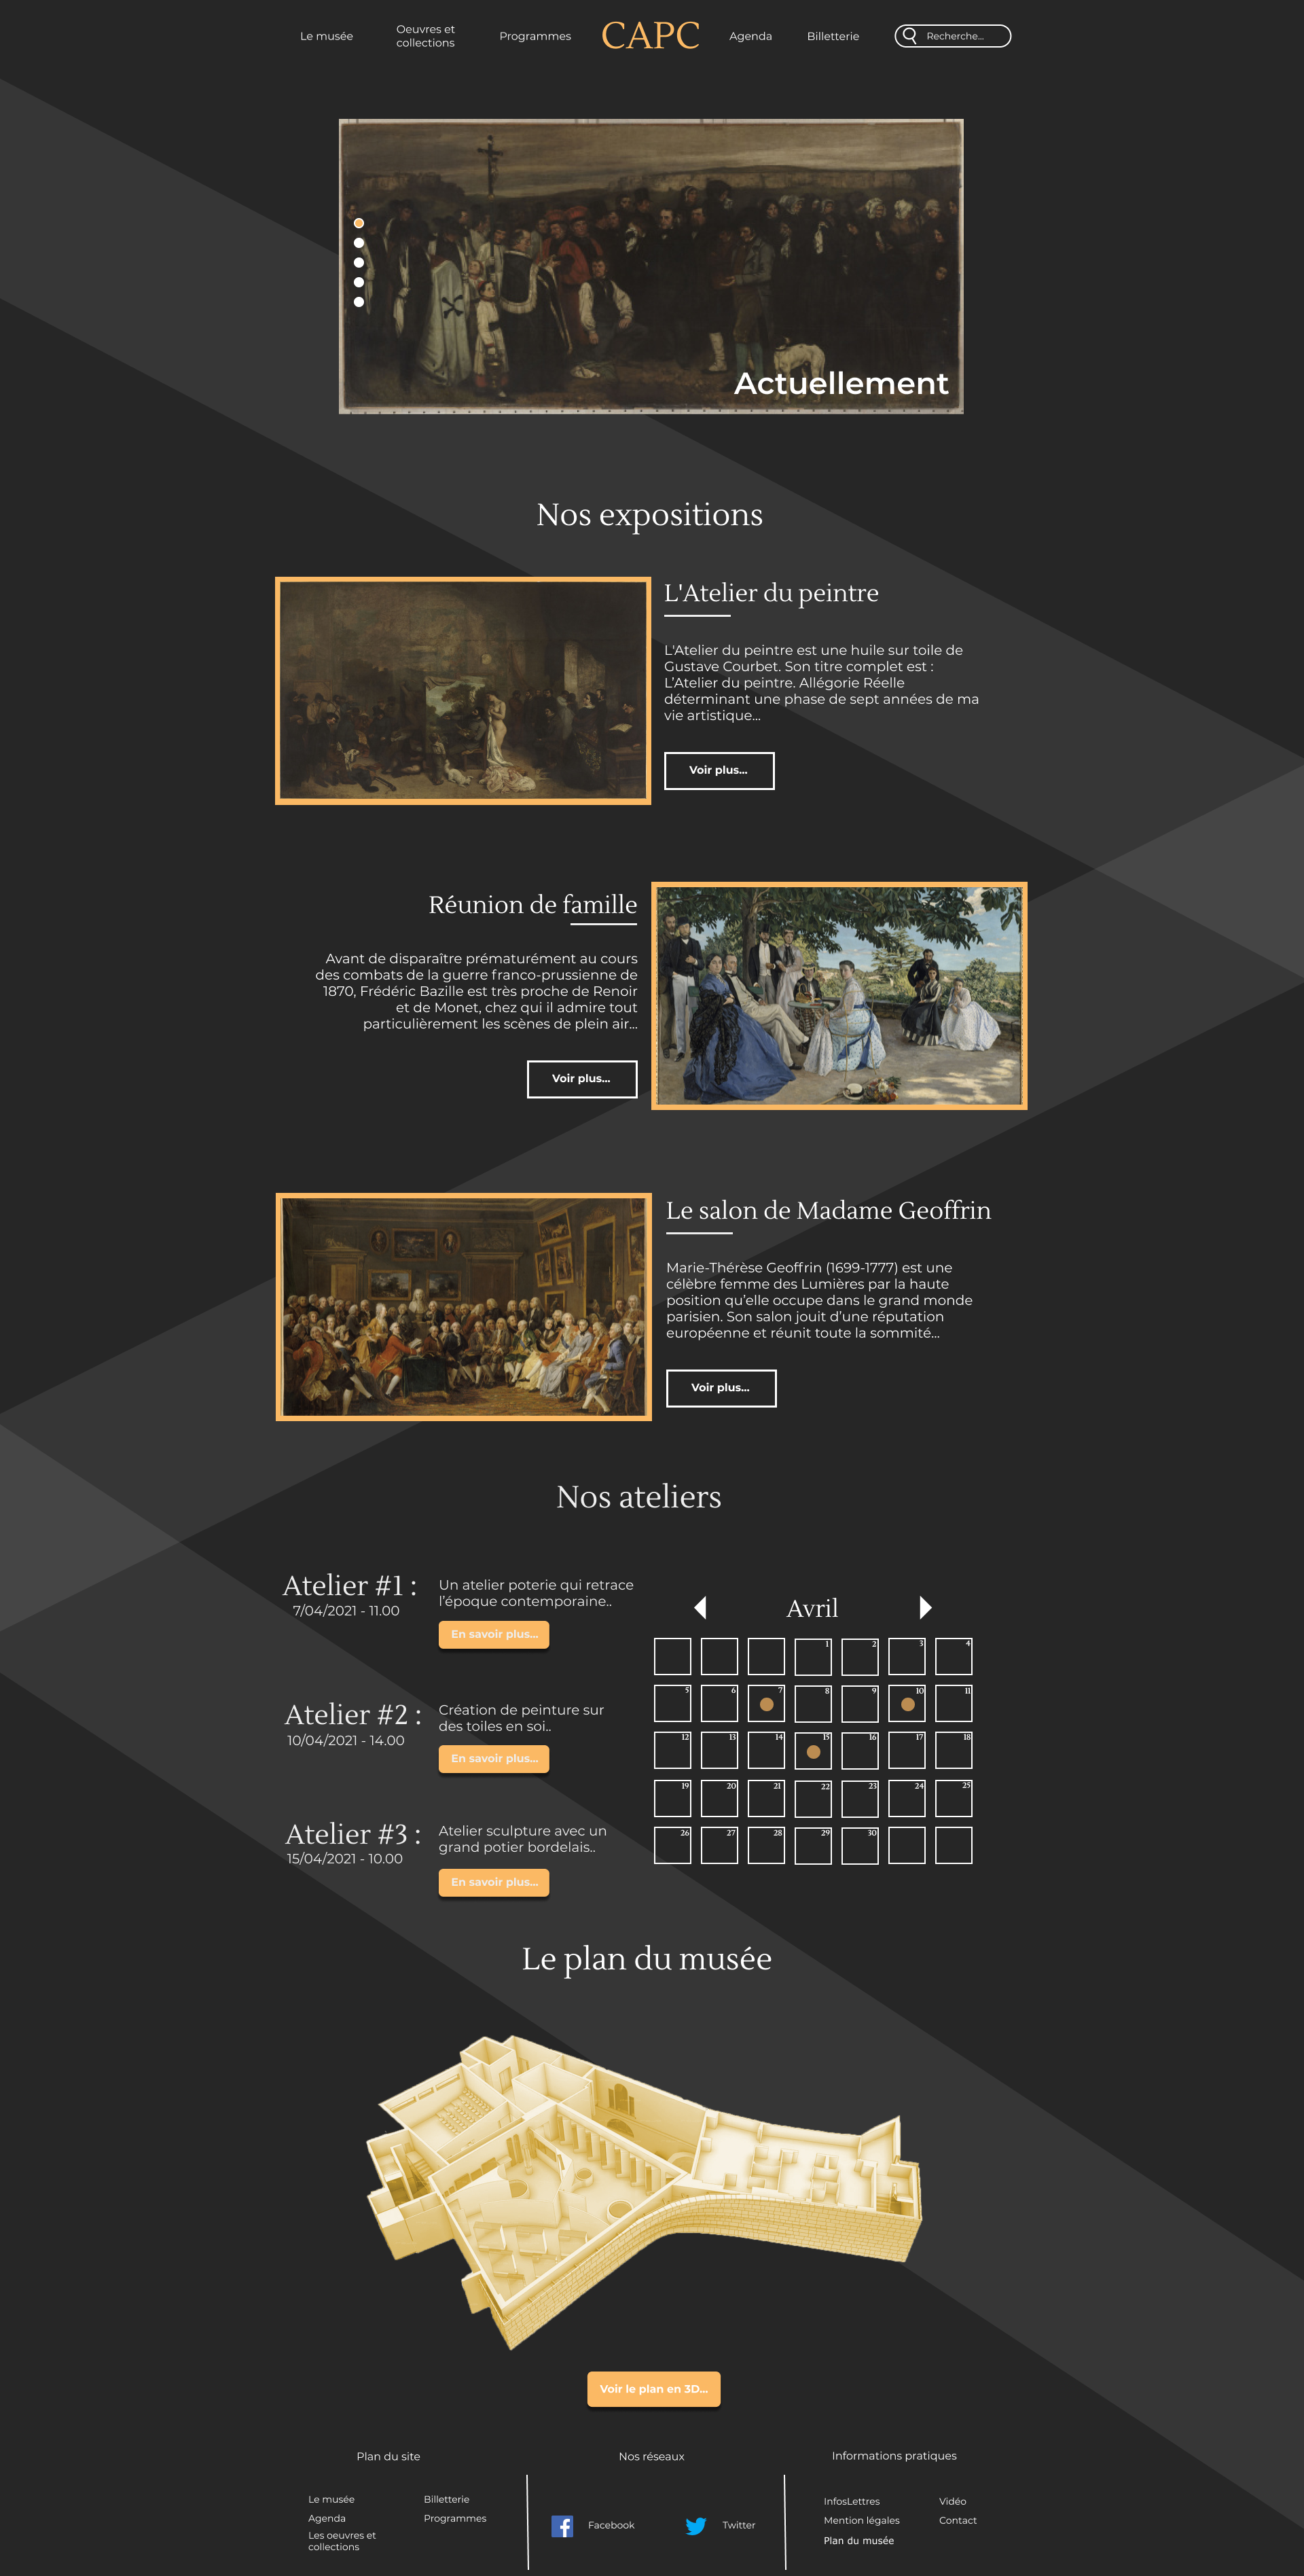 Le musée
Oeuvres et
collections
Programmes
CAPC
Agenda
Billetterie
Recherche...
Actuellement
Nos expositions
L'Atelier du peintre
L'Atelier du peintre est une huile sur toile de
Gustave Courbet. Son titre complet est :
L'Atelier du peintre. Allégorie Réelle
déterminant une phase de sept années de ma
vie artistique...
Voir plus...
Réunion de famille
Avant de disparaître prématurément au cours
des combats de la guerre franco-prussienne de
1870, Frédéric Bazille est très proche de Renoir
et de Monet, chez qui il admire tout
particulièrement les scènes de plein air...
Voir plus...
Le salon de Madame Geoffrin
Marie-Thérèse Geoffrin (1699-1777) est une
célèbre femme des Lumières par la haute
position qu'elle occupe dans le grand monde
parisien. Son salon jouit d'une réputation
européenne et réunit toute la sommité...
Voir plus...
Nos ateliers
Atelier #1 :
7/04/2021 - 11.00
Un atelier poterie qui retrace
l'époque contemporaine..
En savoir plus...
Atelier #2 :
10/04/2021 - 14.00
Création de peinture sur
des toiles en soi..
En savoir plus...
Atelier #3 :
15/04/2021 - 10.00
Atelier sculpture avec un
grand potier bordelais..
En savoir plus...
Avril
1 2 3 4
5 6 7 8 9 10 11
12 13 14 15 16 17 18
19 20 21 22 23 24 25
26 27 28 29 30
Le plan du musée
Voir le plan en 3D...
Plan du site
Le musée
Billetterie
Agenda
Programmes
Les oeuvres et
collections
Nos réseaux
Facebook
Twitter
Informations pratiques
InfosLettres
Vidéo
Mention légales
Contact
Plan du musée